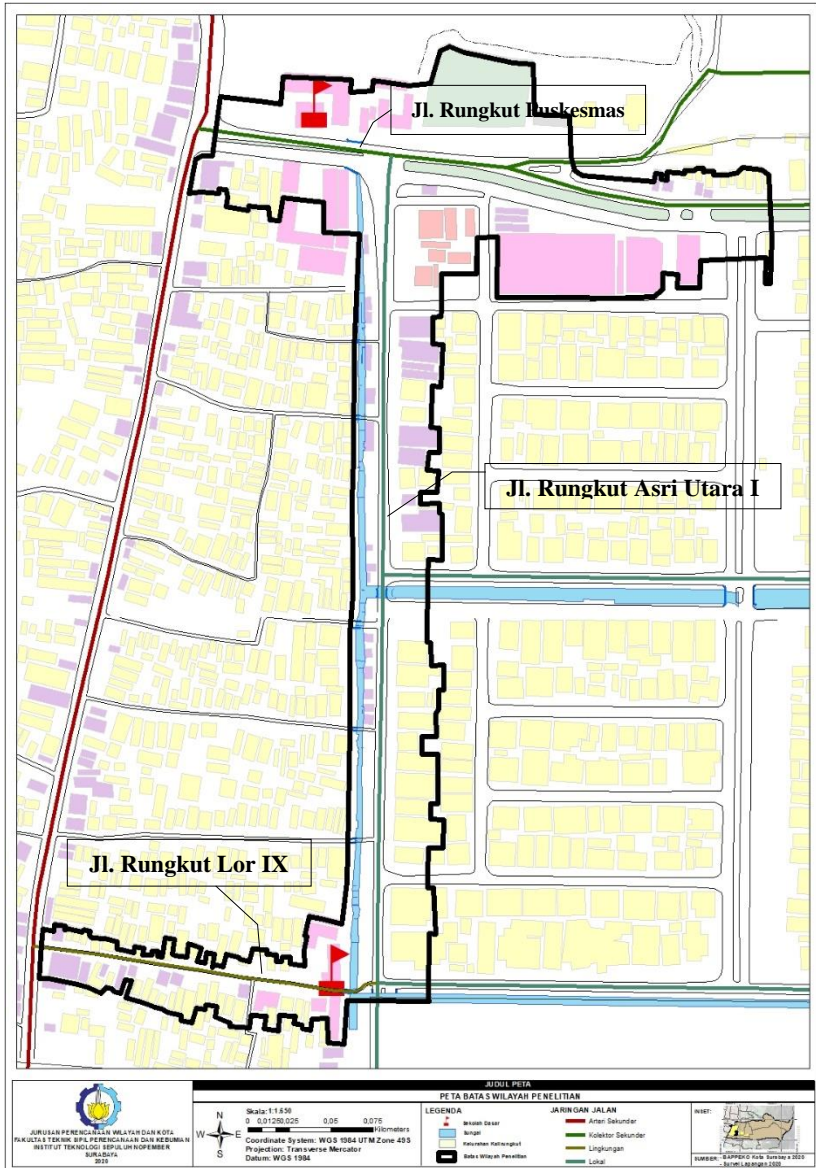 Jl. Rungkut Puskesmas
Jl. Rungkut Asri Utara I
Jl. Rungkut Lor IX
JURUSAN PERENCANAAN WILAYAH DAN KOTA
FAKULTAS TEKNIK SIPIL PERENCANAAN DAN KEBUMIAN
INSTITUT TEKNOLOGI SEPULUH NOPEMBER
SURABAYA
2020
JUDUL PETA
PETA BATAS WILAYAH PENELITIAN
N
W E
S
Skala: 1:1.650
0 0,01250,025 0,05 0,075
Kilometers
Coordinate System: WGS 1984 UTM Zone 49S
Projection: Transverse Mercator
Datum: WGS 1984
LEGENDA
Sekolah Dasar
Sungai
Kelurahan Kalirungkut
Batas Wilayah Penelitian
JARINGAN JALAN
Arteri Sekunder
Kolektor Sekunder
Lingkungan
Lokal
INSET:
SUMBER: - BAPPEKO Kota Surabaya 2020
- Survei Lapangan 2020